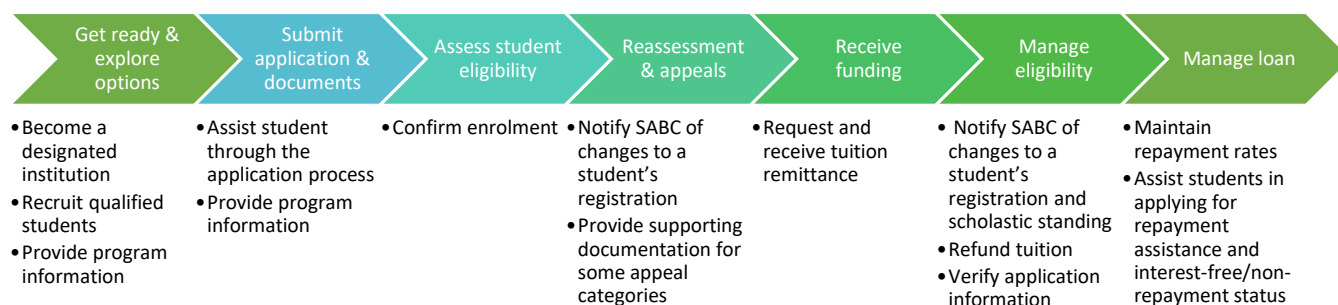 Get ready &
explore
options
Submit
application &
documents
Assess student
eligibility
Reassessment
& appeals
Receive
funding
Manage
eligibility
Manage loan
•Become a
designated
institution
•Recruit qualified
students
•Provide program
information
•Assist student
through the
application process
•Provide program
information
•Confirm enrolment
•Notify SABC of
changes to a
student’s
registration
•Provide supporting
documentation for
some appeal
categories
•Request and
receive tuition
remittance
• Notify SABC of
changes to a
student’s
registration and
scholastic standing
•Refund tuition
•Verify application
information
•Maintain
repayment rates
•Assist students in
applying for
repayment
assistance and
interest-free/non-
repayment status